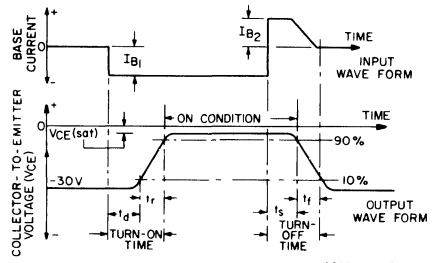 BASE
CURRENT
+
0
-
IB1
IB2
TIME
INPUT
WAVE FORM
COLLECTOR-TO-EMITTER
VOLTAGE (VCE)
+
0
VCE(sat)
ON CONDITION
TIME
90%
-30V
10%
-
td
tr
ts
tf
OUTPUT
WAVE FORM
TURN-ON
TIME
TURN-
OFF
TIME